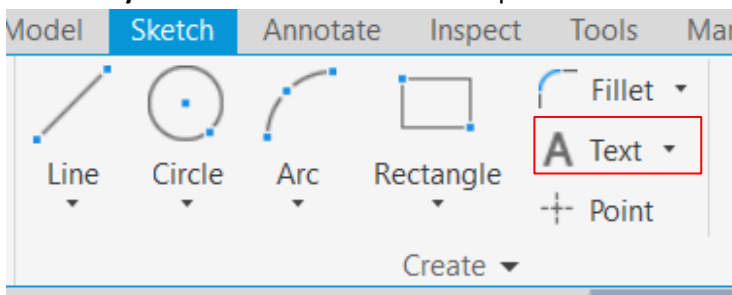 Model Sketch Annotate Inspect Tools
Line Circle Arc Rectangle
Fillet
A Text
Point
Create